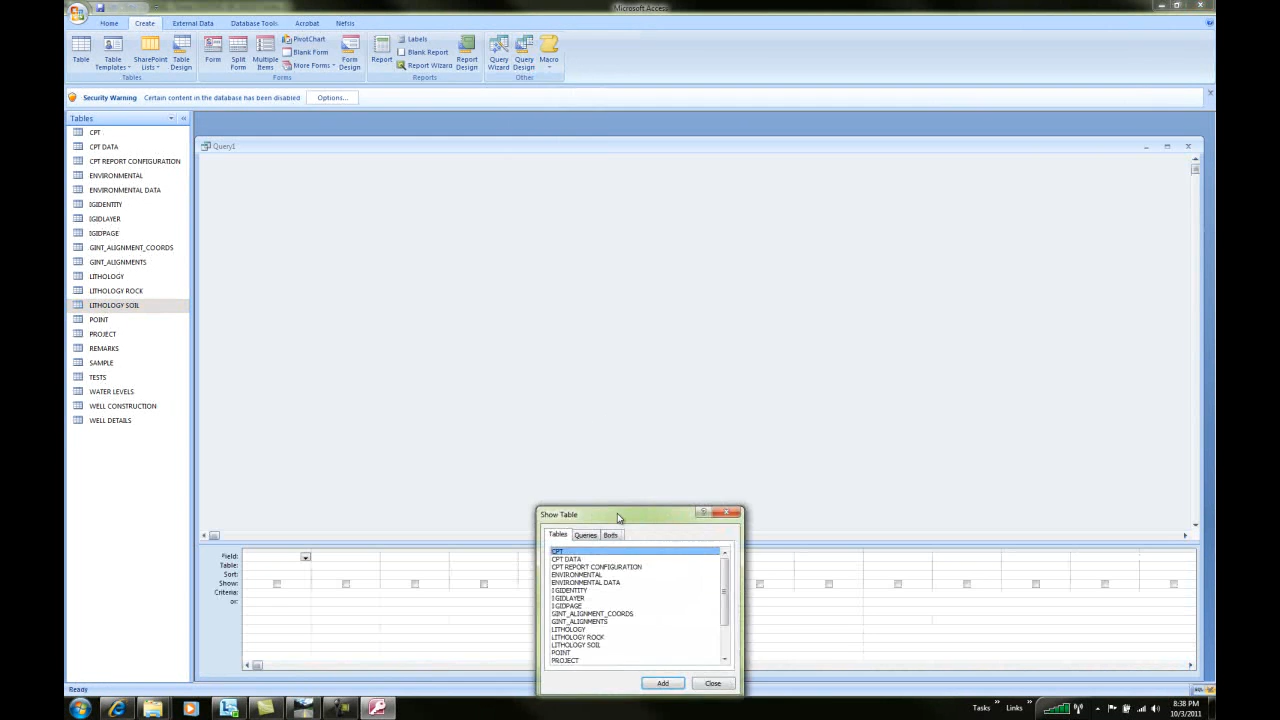 Microsoft Access
Home Create External Data Database Tools Acrobat Nefsis
Table
Table Templates
SharePoint Lists
Table Design
Tables
Form
Split Form
Multiple Items
PivotChart
Blank Form
More Forms
Form Design
Forms
Report
Labels
Blank Report
Report Wizard
Report Design
Reports
Query Wizard
Query Design
Macro
Other
Security Warning Certain content in the database has been disabled Options...
Tables
CPT
CPT DATA
CPT REPORT CONFIGURATION
ENVIRONMENTAL
ENVIRONMENTAL DATA
IGIDENTITY
IGIDLAYER
IGIDPAGE
GINT_ALIGNMENT_COORDS
GINT_ALIGNMENTS
LITHOLOGY
LITHOLOGY ROCK
LITHOLOGY SOIL
POINT
PROJECT
REMARKS
SAMPLE
TESTS
WATER LEVELS
WELL CONSTRUCTION
WELL DETAILS
Query1
Field:
Table:
Sort:
Show:
Criteria:
or:
Show Table
Tables Queries Both
CPT
CPT DATA
CPT REPORT CONFIGURATION
ENVIRONMENTAL
ENVIRONMENTAL DATA
IGIDENTITY
IGIDLAYER
IGIDPAGE
GINT_ALIGNMENT_COORDS
GINT_ALIGNMENTS
LITHOLOGY
LITHOLOGY ROCK
LITHOLOGY SOIL
POINT
PROJECT
Add Close
Ready
Tasks » Links »
8:38 PM
10/3/2011